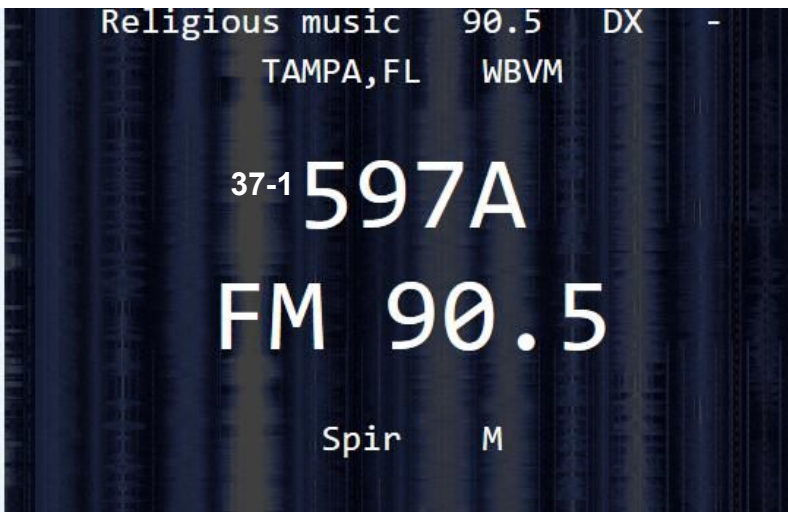 Religious music 90.5 DX -
TAMPA,FL WBVM
37-1 597A
FM 90.5
Spir M